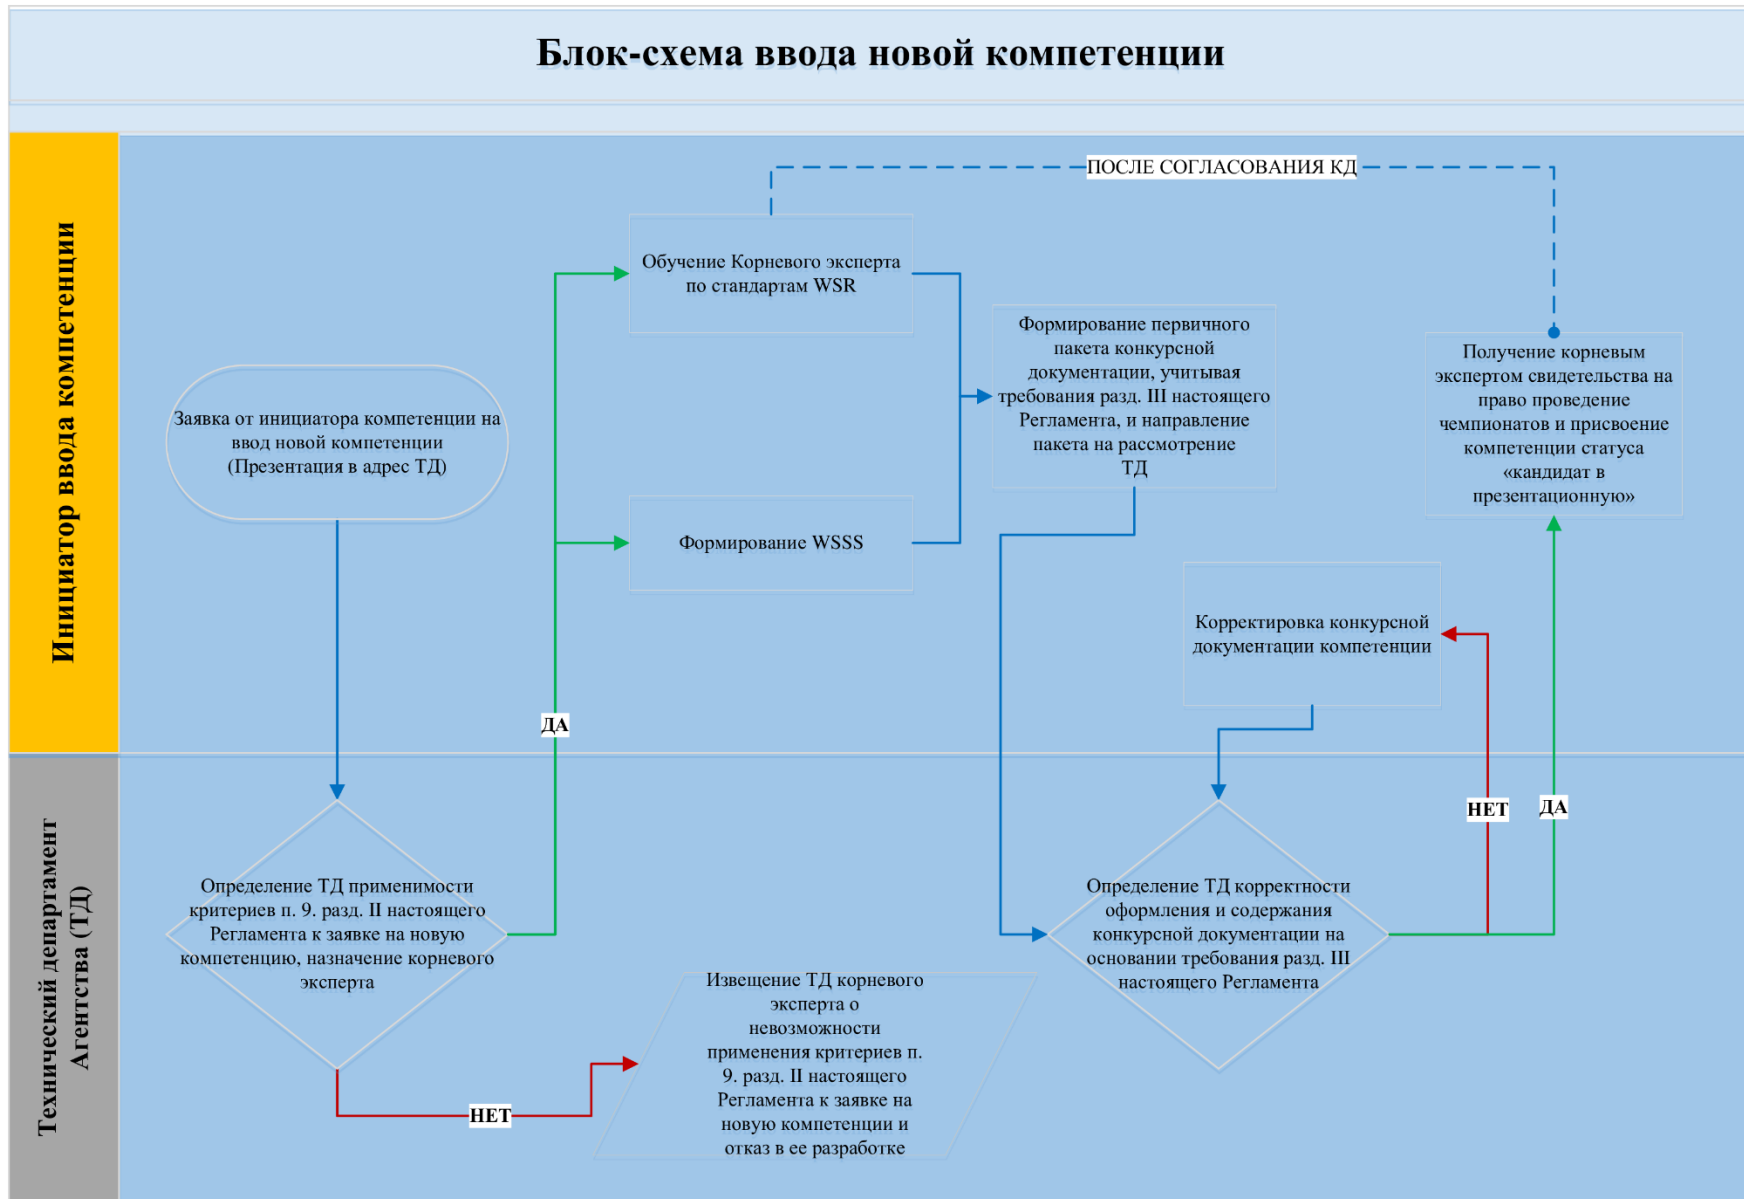 Блок-схема ввода новой компетенции
Инициатор ввода компетенции
ПОСЛЕ СОГЛАСОВАНИЯ КД
Обучение Корневого эксперта
по стандартам WSR
Формирование первичного
пакета конкурсной
документации, учитывая
требования разд. III настоящего
Регламента, и направление
пакета на рассмотрение
ТД
Получение корневым
экспертом свидетельства на
право проведение
чемпионатов и присвоение
компетенции статуса
«кандидат в
презентационную»
Заявка от инициатора компетенции на
ввод новой компетенции
(Презентация в адрес ТД)
Формирование WSSS
Корректировка конкурсной
документации компетенции
ДА
Технический департамент
Агентства (ТД)
НЕТ
ДА
Определение ТД применимости
критериев п. 9. разд. II настоящего
Регламента к заявке на новую
компетенцию, назначение корневого
эксперта
Определение ТД корректности
оформления и содержания
конкурсной документации на
основании требования разд. III
настоящего Регламента
Извещение ТД корневого
эксперта о
невозможности
применения критериев п.
9. разд. II настоящего
Регламента к заявке на
новую компетенции и
отказ в ее разработке
НЕТ